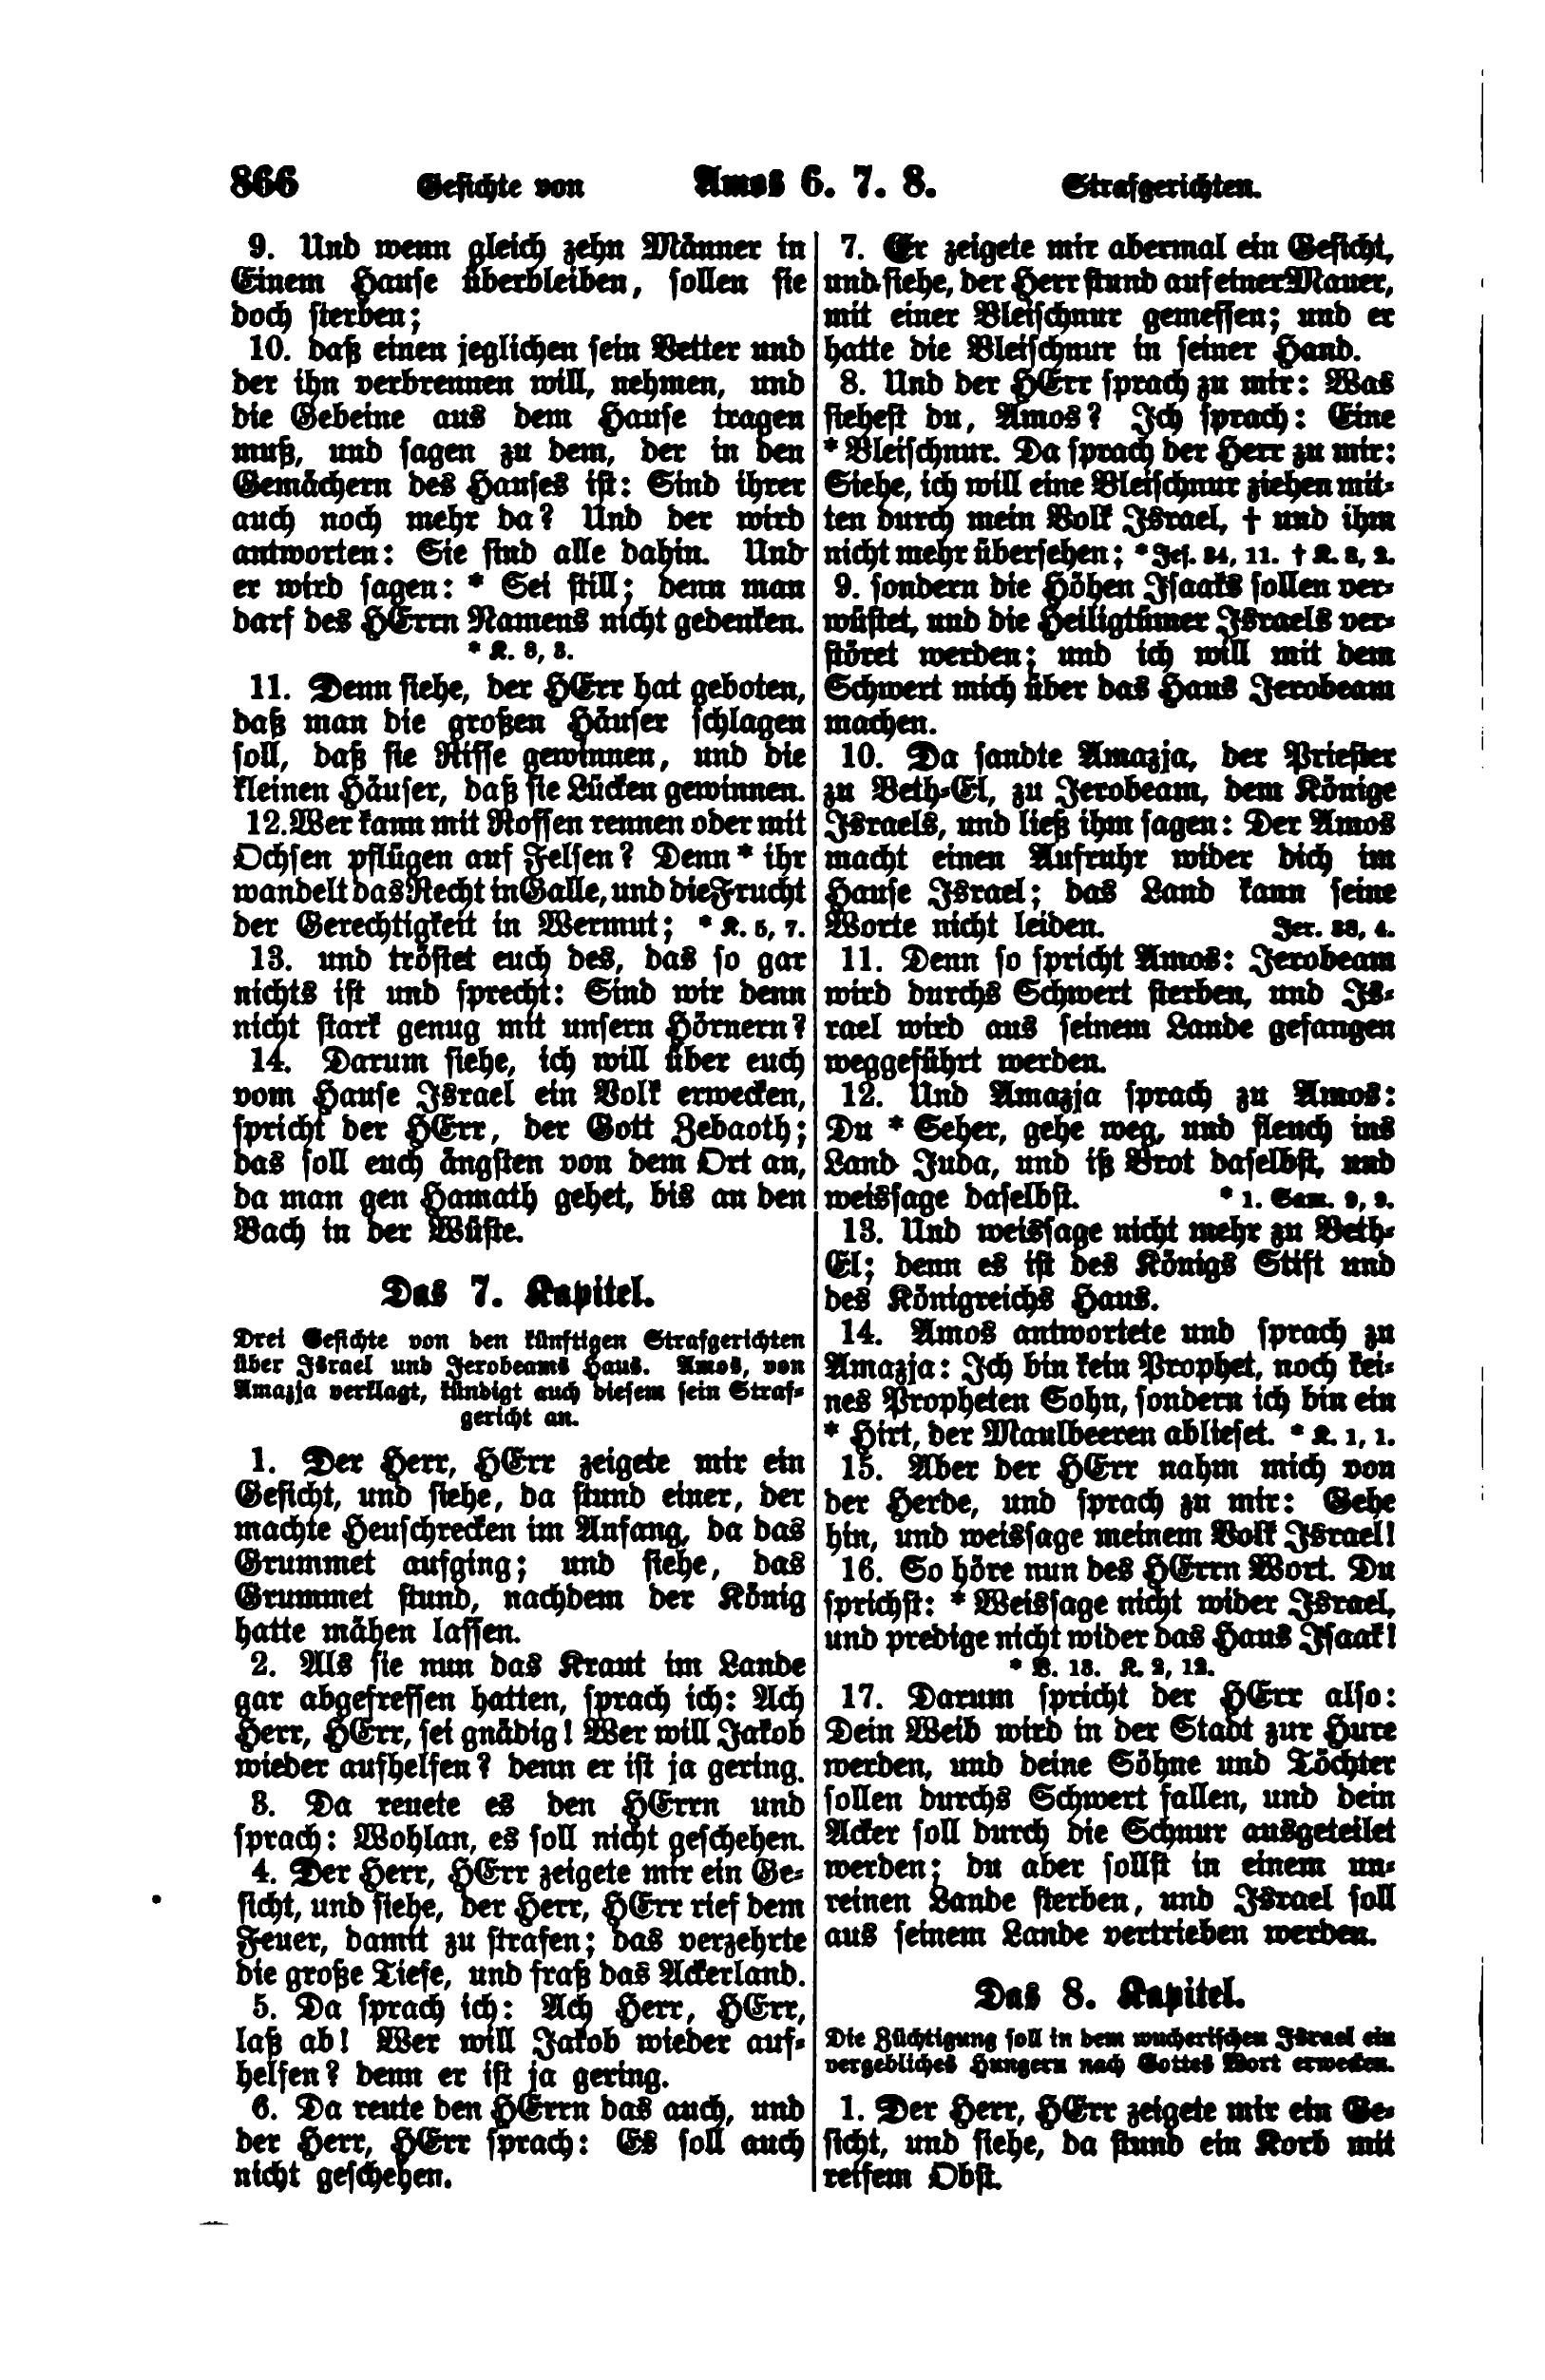 866 Gesichte von Amos 6. 7. 8. Strafgerichten.
9. Und wenn gleich zehn Männer in
Einem Hause überbleiben, sollen sie
doch sterben;
10. daß einen jeglichen sein Vetter und
der ihn verbrennen will, nehmen, und
die Gebeine aus dem Hause tragen
muß, und sagen zu dem, der in den
Gemächern des Hauses ist: Sind ihrer
auch noch mehr da? Und der wird
antworten: Sie sind alle dahin. Und
er wird sagen: * Sei still; denn man
darf des HErrn Namens nicht gedenken.
* K. 8, 3.
11. Denn siehe, der HErr hat geboten,
daß man die großen Häuser schlagen
soll, daß sie Risse gewinnen, und die
kleinen Häuser, daß sie Lücken gewinnen.
12. Wer kann mit Rossen rennen oder mit
Ochsen pflügen auf Felsen? Denn * ihr
wandelt das Recht in Galle, und die Frucht
der Gerechtigkeit in Wermut; * K. 5, 7.
13. und tröstet euch des, das so gar
nichts ist und sprecht: Sind wir denn
nicht stark genug mit unsern Hörnern?
14. Darum siehe, ich will über euch
vom Hause Israel ein Volk erwecken,
spricht der HErr, der Gott Zebaoth;
das soll euch ängsten von dem Ort an,
da man gen Hamath gehet, bis an den
Bach in der Wüste.
Das 7. Kapitel.
Drei Gesichte von den künftigen Strafgerichten
über Israel und Jerobeams Haus. Amos, von
Amazja verklagt, kündigt auch diesem sein Straf-
gericht an.
1. Der Herr, HErr zeigete mir ein
Gesicht, und siehe, da stund einer, der
machte Heuschrecken im Anfang, da das
Grummet aufging; und siehe, das
Grummet stund, nachdem der König
hatte mähen lassen.
2. Als sie nun das Kraut im Lande
gar abgefressen hatten, sprach ich: Ach
Herr, HErr, sei gnädig! Wer will Jakob
wieder aufhelfen? denn er ist ja gering.
3. Da reuete es den HErrn und
sprach: Wohlan, es soll nicht geschehen.
4. Der Herr, HErr zeigete mir ein Ge-
sicht, und siehe, der Herr, HErr rief dem
Feuer, damit zu strafen; das verzehrte
die große Tiefe, und fraß das Ackerland.
5. Da sprach ich: Ach Herr, HErr,
laß ab! Wer will Jakob wieder auf-
helfen? denn er ist ja gering.
6. Da reute den HErrn das auch, und
der Herr, HErr sprach: Es soll auch
nicht geschehen.
7. Er zeigete mir abermal ein Gesicht,
und siehe, der Herr stund auf einer Mauer,
mit einer Bleischnur gemessen; und er
hatte die Bleischnur in seiner Hand.
8. Und der HErr sprach zu mir: Was
siehest du, Amos? Ich sprach: Eine
* Bleischnur. Da sprach der Herr zu mir:
Siehe, ich will eine Bleischnur ziehen mit-
ten durch mein Volk Israel, † und ihm
nicht mehr übersehen; * Jes. 34, 11. † K. 8, 2.
9. sondern die Höhen Isaaks sollen ver-
wüstet, und die Heiligtümer Israels ver-
störet werden; und ich will mit dem
Schwert mich über das Haus Jerobeam
machen.
10. Da sandte Amazja, der Priester
zu Beth-El, zu Jerobeam, dem Könige
Israels, und ließ ihm sagen: Der Amos
macht einen Aufruhr wider dich im
Hause Israel; das Land kann seine
Worte nicht leiden. Jer. 38, 4.
11. Denn so spricht Amos: Jerobeam
wird durchs Schwert sterben, und Is-
rael wird aus seinem Lande gefangen
weggeführt werden.
12. Und Amazja sprach zu Amos:
Du * Seher, gehe weg, und fleuch ins
Land Juda, und iß Brot daselbst, und
weissage daselbst. * 1. Sam. 9, 9.
13. Und weissage nicht mehr zu Beth-
El; denn es ist des Königs Stift und
des Königreichs Haus.
14. Amos antwortete und sprach zu
Amazja: Ich bin kein Prophet, noch kei-
nes Propheten Sohn, sondern ich bin ein
* Hirt, der Maulbeeren ablieset. * K. 1, 1.
15. Aber der HErr nahm mich von
der Herde, und sprach zu mir: Gehe
hin, und weissage meinem Volk Israel!
16. So höre nun des HErrn Wort. Du
sprichst: * Weissage nicht wider Israel,
und predige nicht wider das Haus Isaak!
* V. 13. K. 2, 12.
17. Darum spricht der HErr also:
Dein Weib wird in der Stadt zur Hure
werden, und deine Söhne und Töchter
sollen durchs Schwert fallen, und dein
Acker soll durch die Schnur ausgeteilet
werden; du aber sollst in einem un-
reinen Lande sterben, und Israel soll
aus seinem Lande vertrieben werden.
Das 8. Kapitel.
Die Züchtigung soll in dem wucherischen Israel ein
vergebliches Hungern nach Gottes Wort erwecken.
1. Der Herr, HErr zeigete mir ein Ge-
sicht, und siehe, da stund ein Korb mit
reifem Obst.